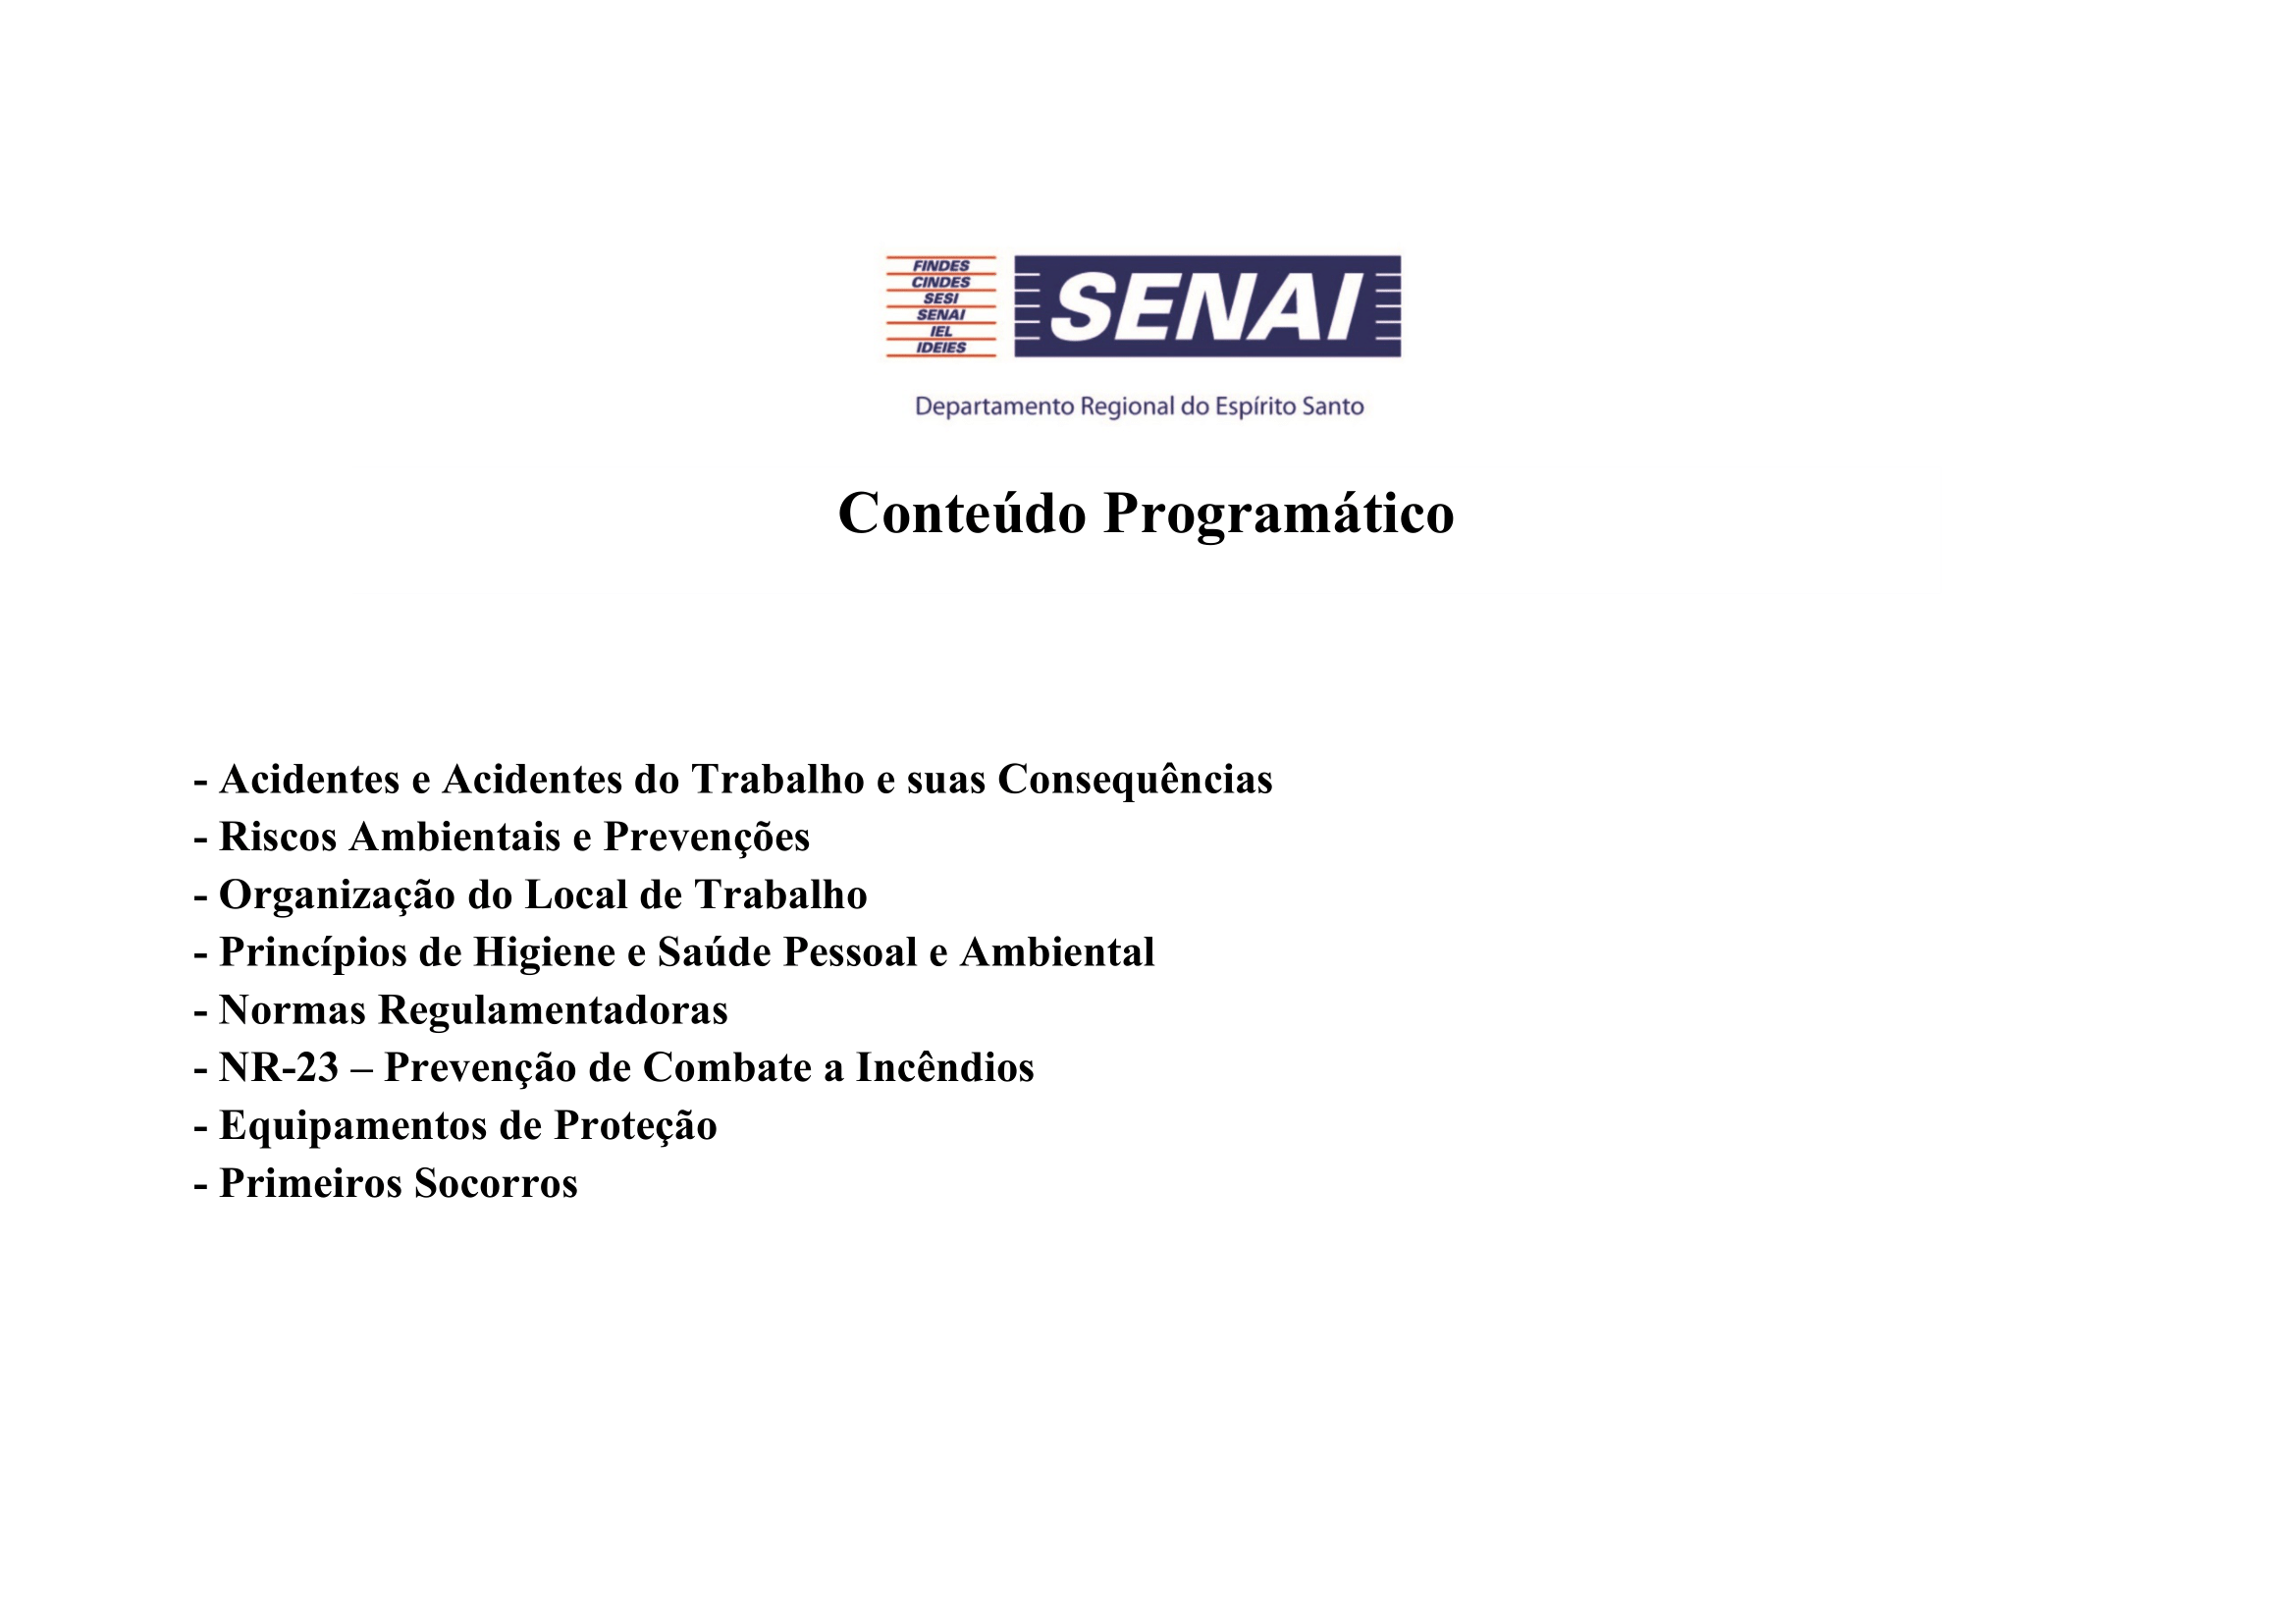 FINDES
CINDES
SESI
SENAI
IEL
IDEIES
SENAI
Departamento Regional do Espírito Santo
Conteúdo Programático
- Acidentes e Acidentes do Trabalho e suas Consequências
- Riscos Ambientais e Prevenções
- Organização do Local de Trabalho
- Princípios de Higiene e Saúde Pessoal e Ambiental
- Normas Regulamentadoras
- NR-23 – Prevenção de Combate a Incêndios
- Equipamentos de Proteção
- Primeiros Socorros